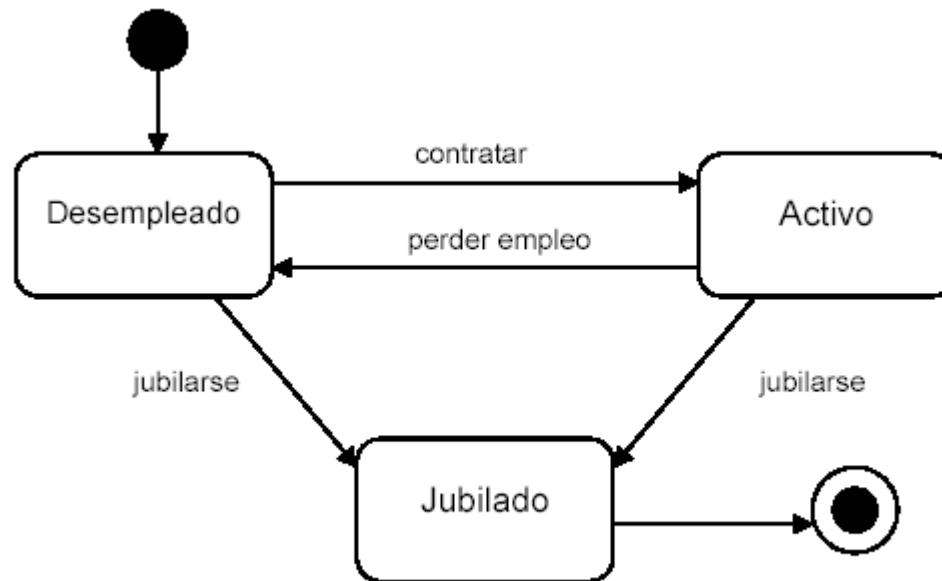 contratar
Desempleado
Activo
perder empleo
jubilarse
jubilarse
Jubilado